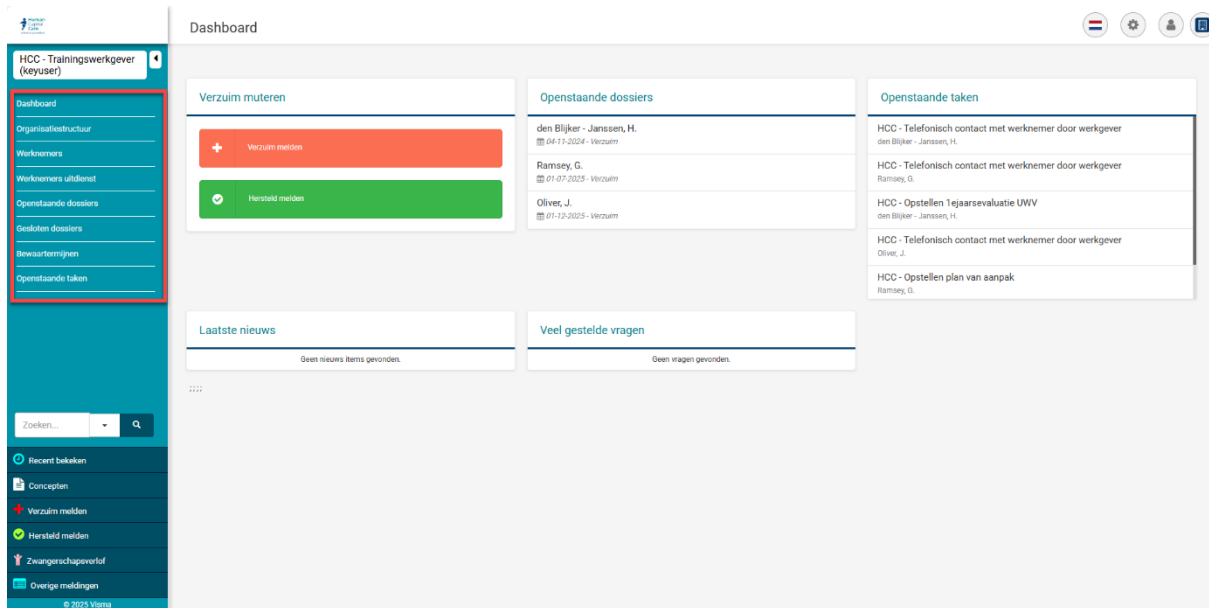 Human
Capital
Care
Dashboard
HCC - Trainingswerkgever
(keyuser)
Dashboard
Organisatiestructuur
Werknemers
Werknemers uitdienst
Openstaande dossiers
Gesloten dossiers
Bewaartermijnen
Openstaande taken
Zoeken...
Recent bekeken
Concepten
Verzuim melden
Hersteld melden
Zwangerschapsverlof
Overige meldingen
© 2025 Visma
Verzuim muteren
Verzuim melden
Hersteld melden
Openstaande dossiers
den Blijker - Janssen, H.
04-11-2024 - Verzuim
Ramsey, G.
01-07-2025 - Verzuim
Oliver, J.
01-12-2025 - Verzuim
Openstaande taken
HCC - Telefonisch contact met werknemer door werkgever
den Blijker - Janssen, H.
HCC - Telefonisch contact met werknemer door werkgever
Ramsey, G.
HCC - Opstellen 1ejaarsevaluatie UWV
den Blijker - Janssen, H.
HCC - Telefonisch contact met werknemer door werkgever
Oliver, J.
HCC - Opstellen plan van aanpak
Ramsey, G.
Laatste nieuws
Geen nieuws items gevonden.
Veel gestelde vragen
Geen vragen gevonden.
;;;;